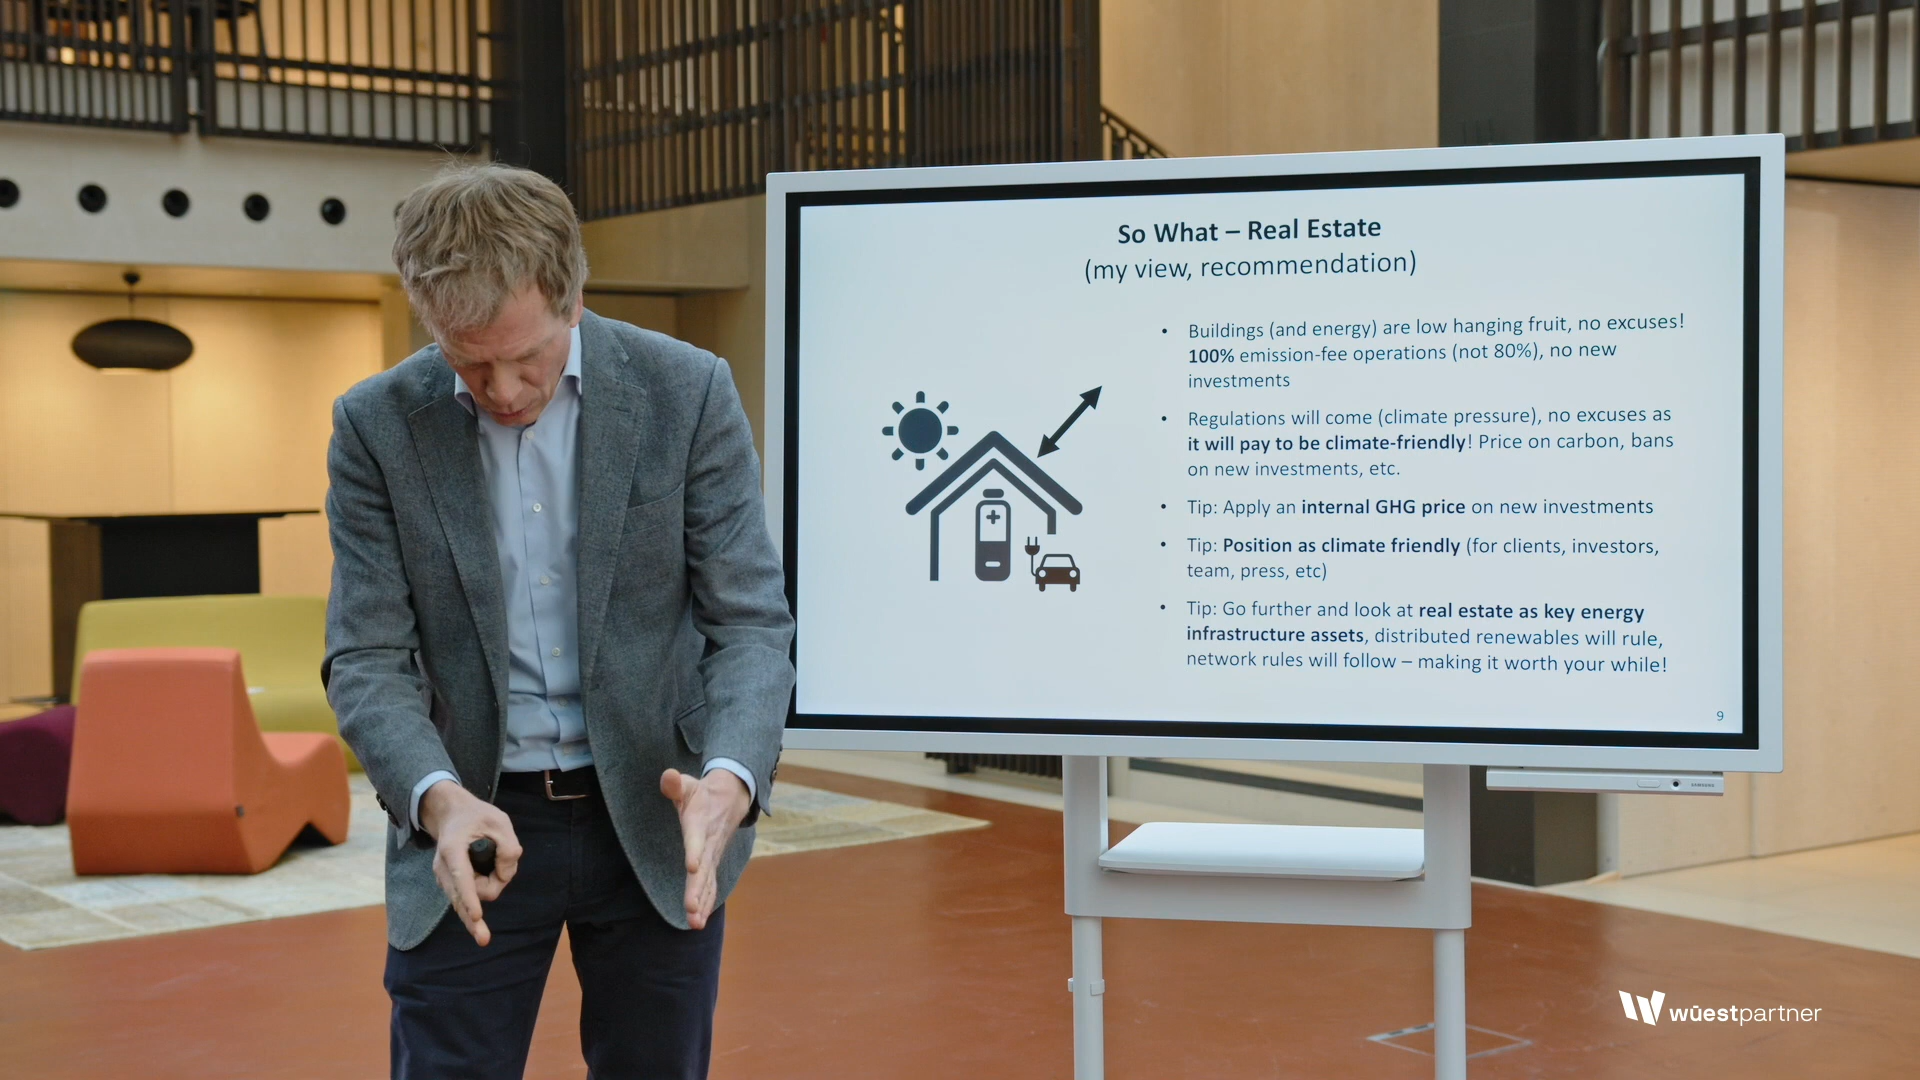 So What – Real Estate
(my view, recommendation)
• Buildings (and energy) are low hanging fruit, no excuses!
100% emission-fee operations (not 80%), no new
investments
• Regulations will come (climate pressure), no excuses as
it will pay to be climate-friendly! Price on carbon, bans
on new investments, etc.
• Tip: Apply an internal GHG price on new investments
• Tip: Position as climate friendly (for clients, investors,
team, press, etc)
• Tip: Go further and look at real estate as key energy
infrastructure assets, distributed renewables will rule,
network rules will follow – making it worth your while!
9
SAMSUNG
wüestpartner